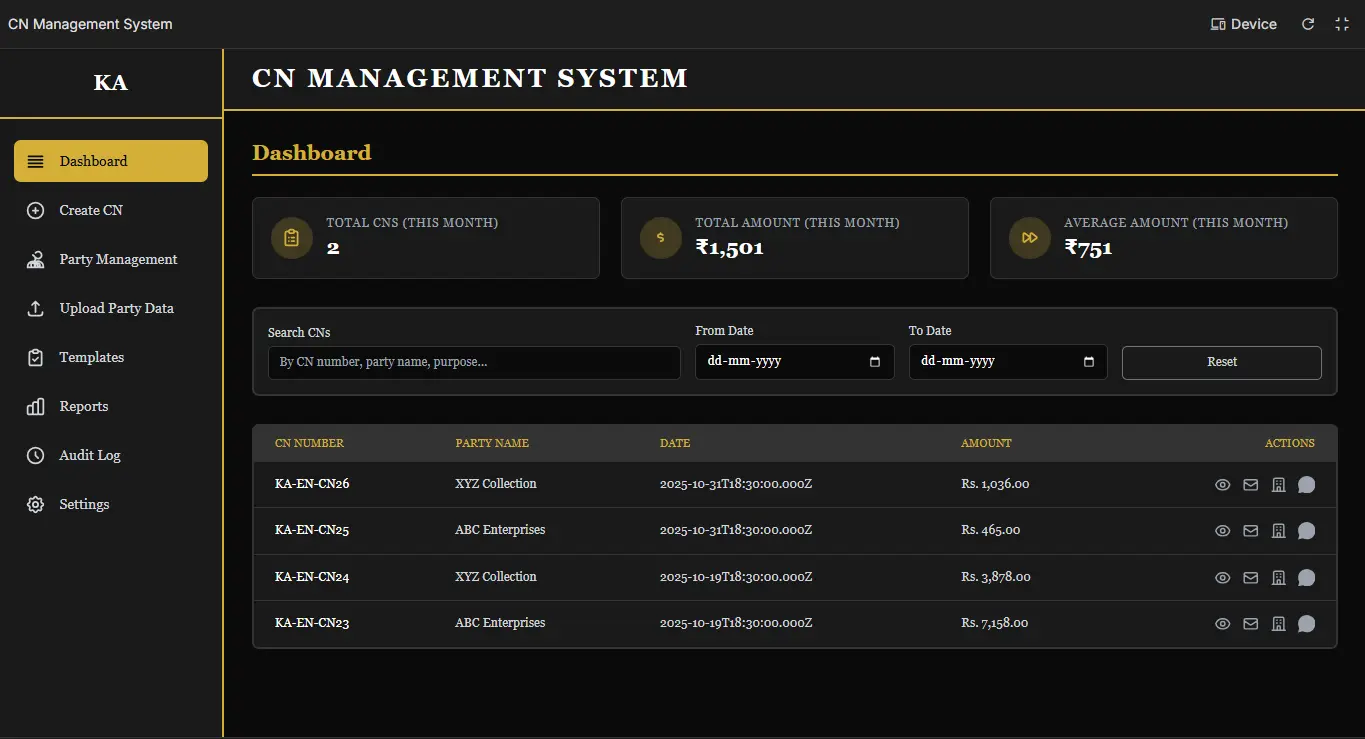 CN Management System
Device
KA
CN MANAGEMENT SYSTEM
Dashboard
Create CN
Party Management
Upload Party Data
Templates
Reports
Audit Log
Settings
Dashboard
TOTAL CNS (THIS MONTH)
2
TOTAL AMOUNT (THIS MONTH)
₹1,501
AVERAGE AMOUNT (THIS MONTH)
₹751
Search CNs
By CN number, party name, purpose...
From Date
dd-mm-yyyy
To Date
dd-mm-yyyy
Reset
CN NUMBER PARTY NAME DATE AMOUNT ACTIONS
KA-EN-CN26 XYZ Collection 2025-10-31T18:30:00.000Z Rs. 1,036.00
KA-EN-CN25 ABC Enterprises 2025-10-31T18:30:00.000Z Rs. 465.00
KA-EN-CN24 XYZ Collection 2025-10-19T18:30:00.000Z Rs. 3,878.00
KA-EN-CN23 ABC Enterprises 2025-10-19T18:30:00.000Z Rs. 7,158.00